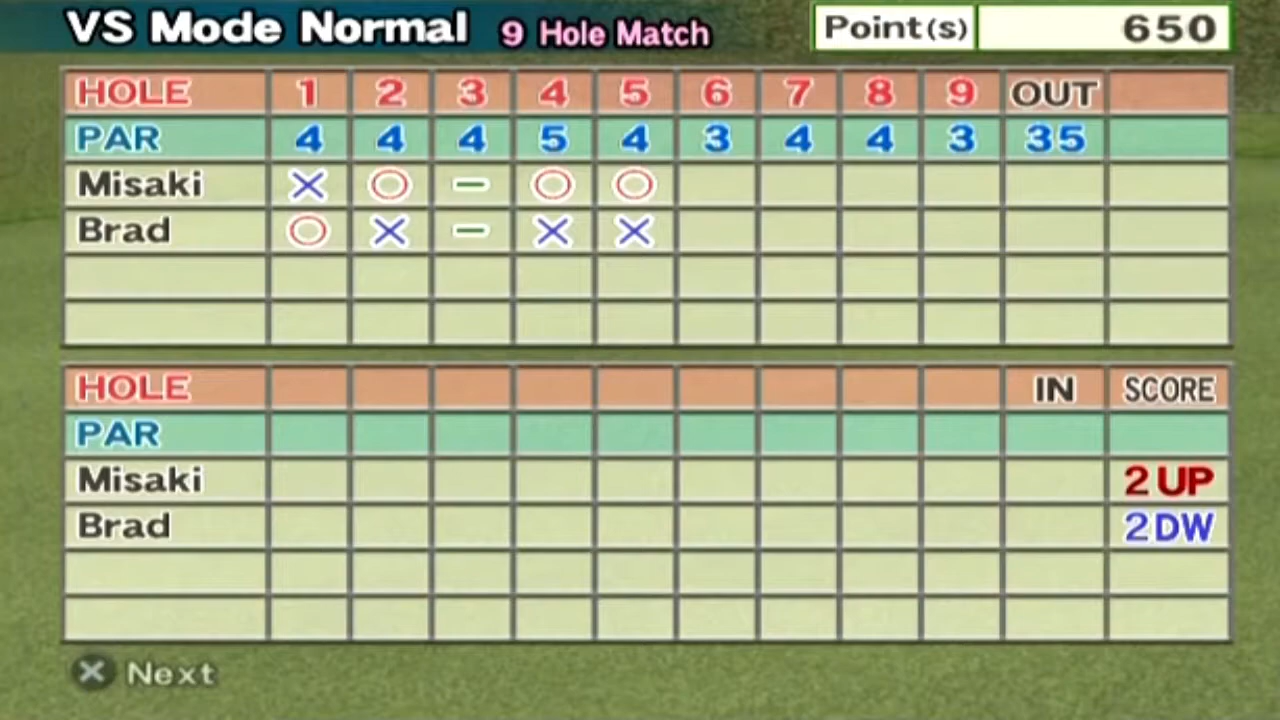 VS Mode Normal 9 Hole Match Point(s) 650
HOLE 1 2 3 4 5 6 7 8 9 OUT
PAR 4 4 4 5 4 3 4 4 3 35
Misaki × ○ – ○ ○
Brad ○ × – × ×
HOLE IN SCORE
PAR
Misaki 2 UP
Brad 2 DW
× Next